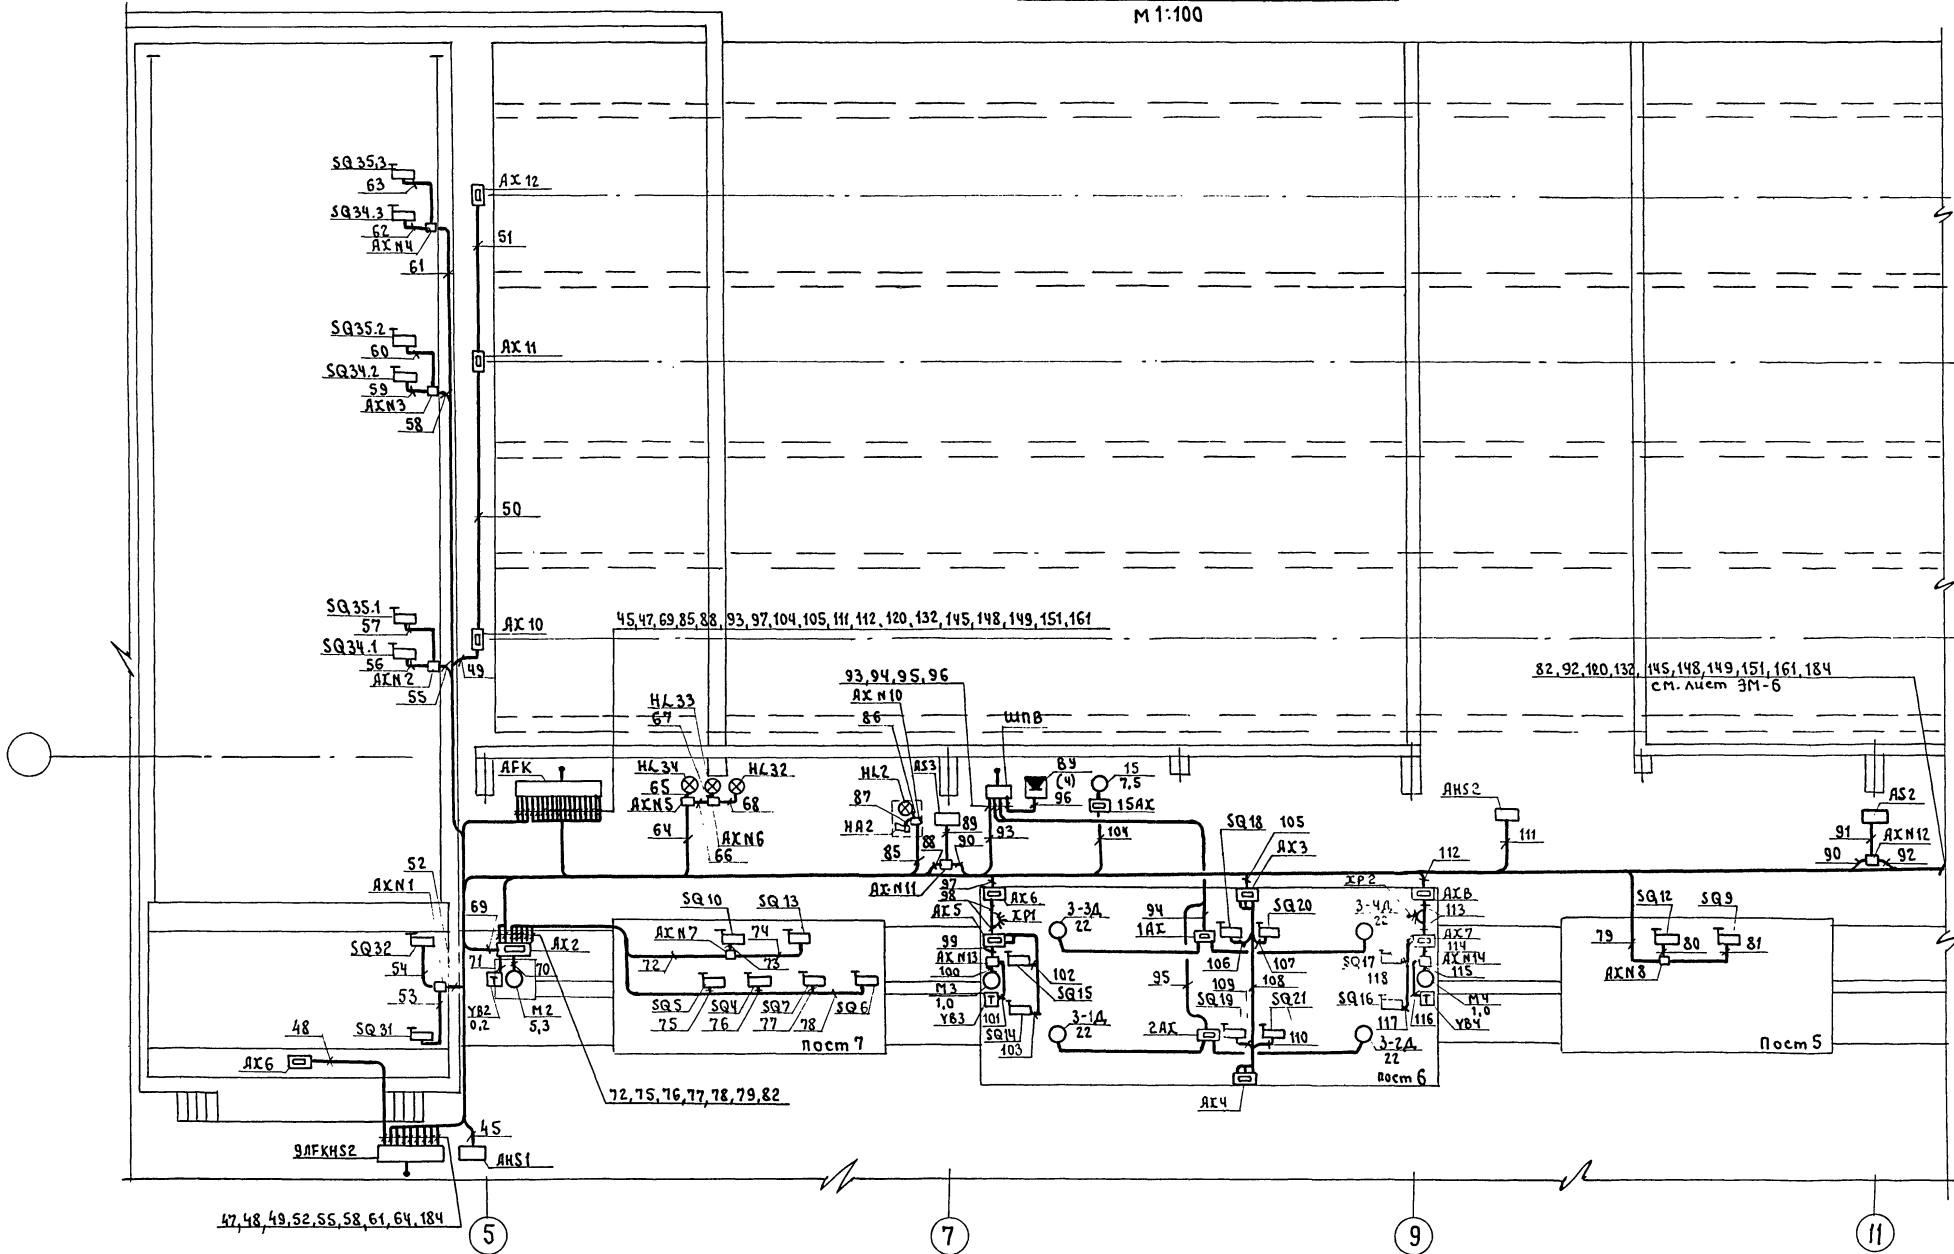 М 1:100
SQ35,3
63
AX 12
SQ34.3
62
AXN4
51
61
SQ35.2
60
AX 11
SQ34.2
59
AXN3
58
50
SQ35.1
57
AX 10
45,47,69,85,88,93,97,104,105,111,112,120,132,145,148,149,151,161
SQ34.1
56
49
AXN2
55
93,94,95,96
82,92,120,132,145,148,149,151,161,184
см. лист ЭМ-6
AXN10
HL33
67
86
ШПВ
AFK
HL34
HL32
HL2
AS3
ВУ
(4)
15
7,5
65
87
96
AHS2
AS2
AXN5
68
15AX
HA2
89
SQ18
105
64
AXN6
88
90
93
104
111
91
AXN12
66
85
AX3
90
92
52
AXN11
112
AXN1
97
XP2
98
AX6
AX8
69
SQ10
SQ13
AX5
XP1
3-3Д
22
94
SQ20
3-4Д
22
113
SQ12
SQ9
SQ32
AX2
AXN7
74
1AX
AX7
79
99
114
80
81
54
71
70
72
73
AXN13
106
107
SQ17
AXN14
AXN8
100
102
95
108
118
115
53
M3
1,0
SQ15
109
YB2
0,2
M2
5,3
SQ5
SQ4
SQ7
SQ6
SQ19
SQ21
SQ16
M4
1,0
48
SQ31
75
76
77
78
YB3
101
3-1Д
22
117
116
YB4
SQ14
2AX
110
3-2Д
22
AX6
103
Пост 7
Пост 5
пост 6
72,75,76,77,78,79,82
AX4
45
9AFKHS2
AHS1
47,48,49,52,55,58,61,64,184
5
7
9
11